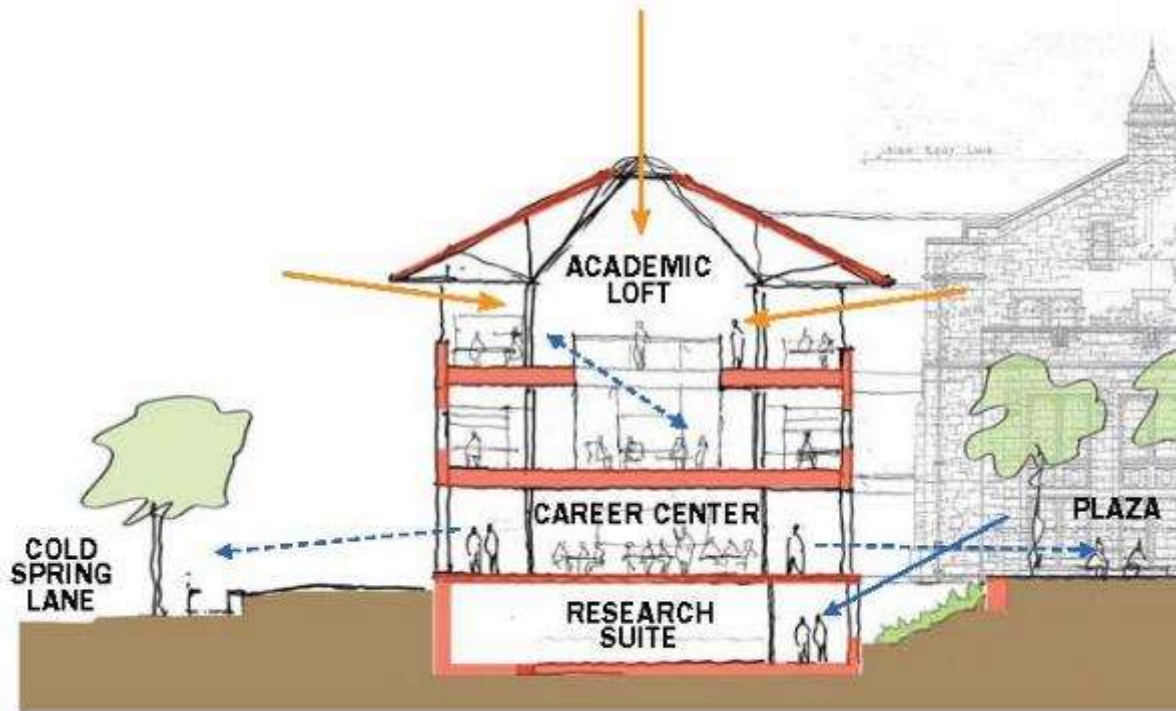 ACADEMIC
LOFT
CAREER CENTER
PLAZA
COLD
SPRING
LANE
RESEARCH
SUITE